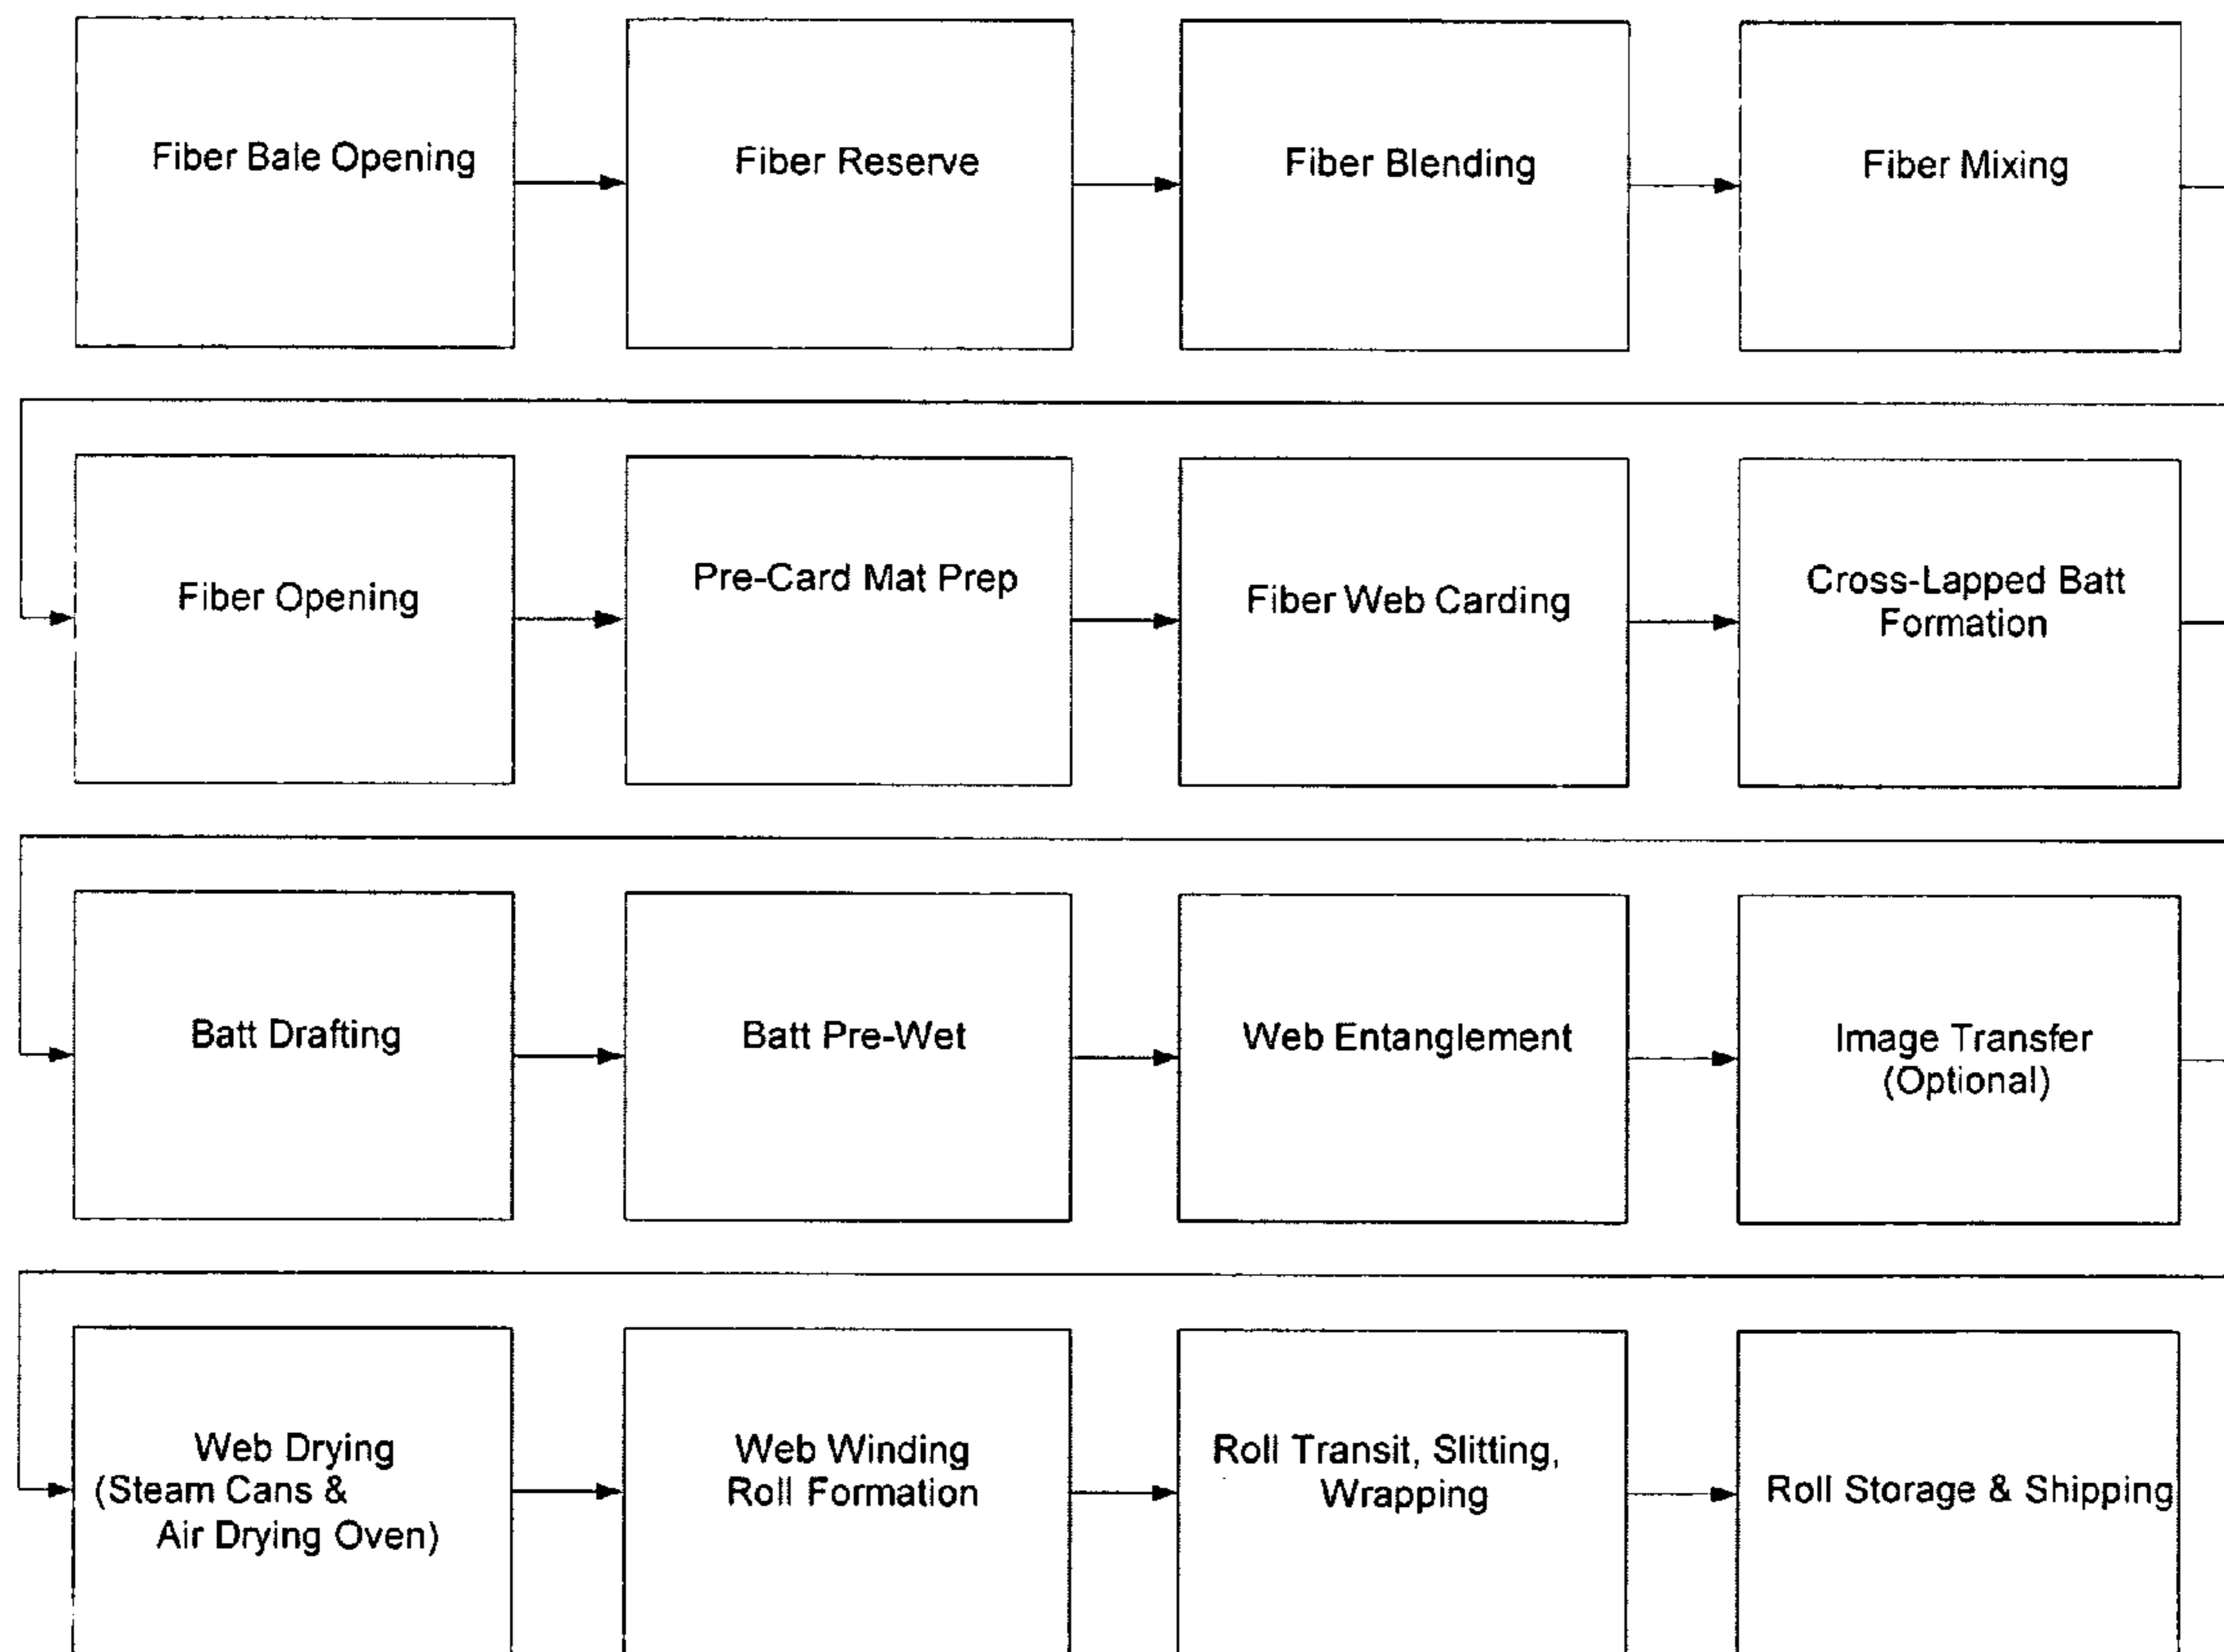 Fiber Bale Opening
Fiber Reserve
Fiber Blending
Fiber Mixing
Fiber Opening
Pre-Card Mat Prep
Fiber Web Carding
Cross-Lapped Batt
Formation
Batt Drafting
Batt Pre-Wet
Web Entanglement
Image Transfer
(Optional)
Web Drying
(Steam Cans &
Air Drying Oven)
Web Winding
Roll Formation
Roll Transit, Slitting,
Wrapping
Roll Storage & Shipping